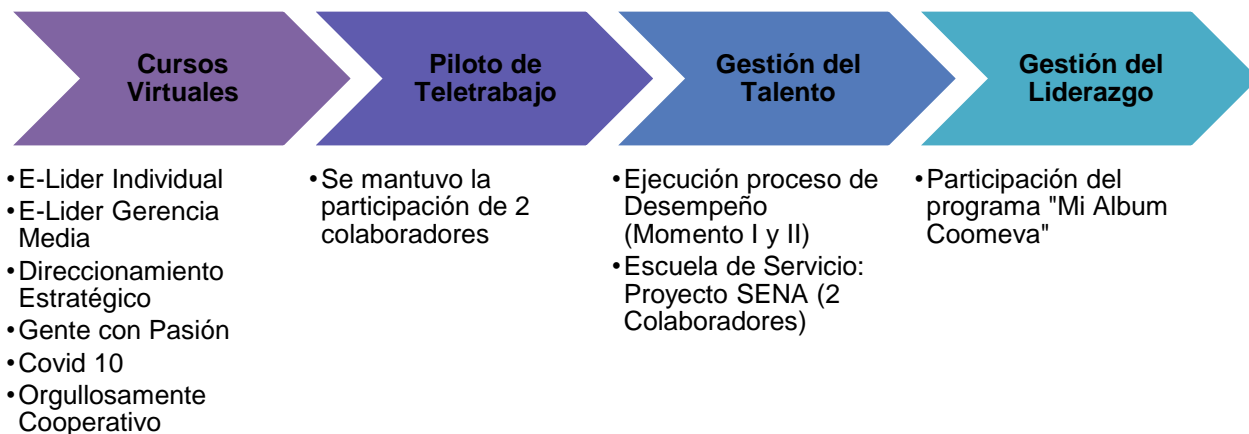 Cursos
Virtuales
•E-Lider Individual
•E-Lider Gerencia
Media
•Direccionamiento
Estratégico
•Gente con Pasión
•Covid 10
•Orgullosamente
Cooperativo
Piloto de
Teletrabajo
•Se mantuvo la
participación de 2
colaboradores
Gestión del
Talento
•Ejecución proceso de
Desempeño
(Momento I y II)
•Escuela de Servicio:
Proyecto SENA (2
Colaboradores)
Gestión del
Liderazgo
•Participación del
programa "Mi Album
Coomeva"